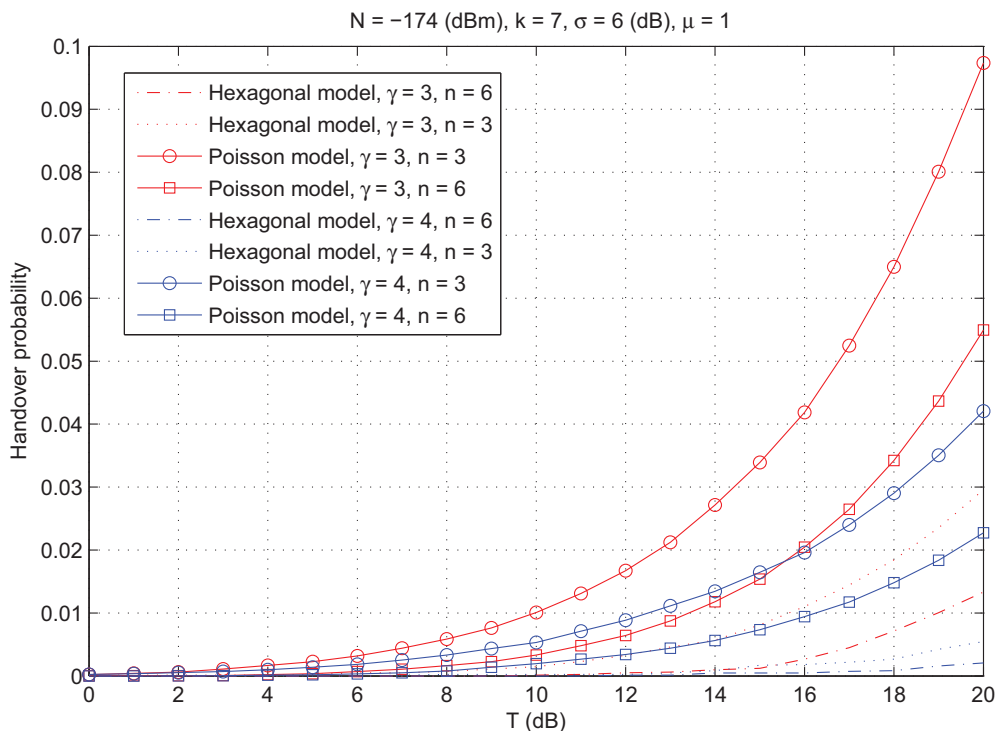 N = −174 (dBm), k = 7, σ = 6 (dB), μ = 1
0.1
0.09
0.08
0.07
0.06
0.05
0.04
0.03
0.02
0.01
0
Handover probability
Hexagonal model, γ = 3, n = 6
Hexagonal model, γ = 3, n = 3
Poisson model, γ = 3, n = 3
Poisson model, γ = 3, n = 6
Hexagonal model, γ = 4, n = 6
Hexagonal model, γ = 4, n = 3
Poisson model, γ = 4, n = 3
Poisson model, γ = 4, n = 6
0 2 4 6 8 10 12 14 16 18 20
T (dB)